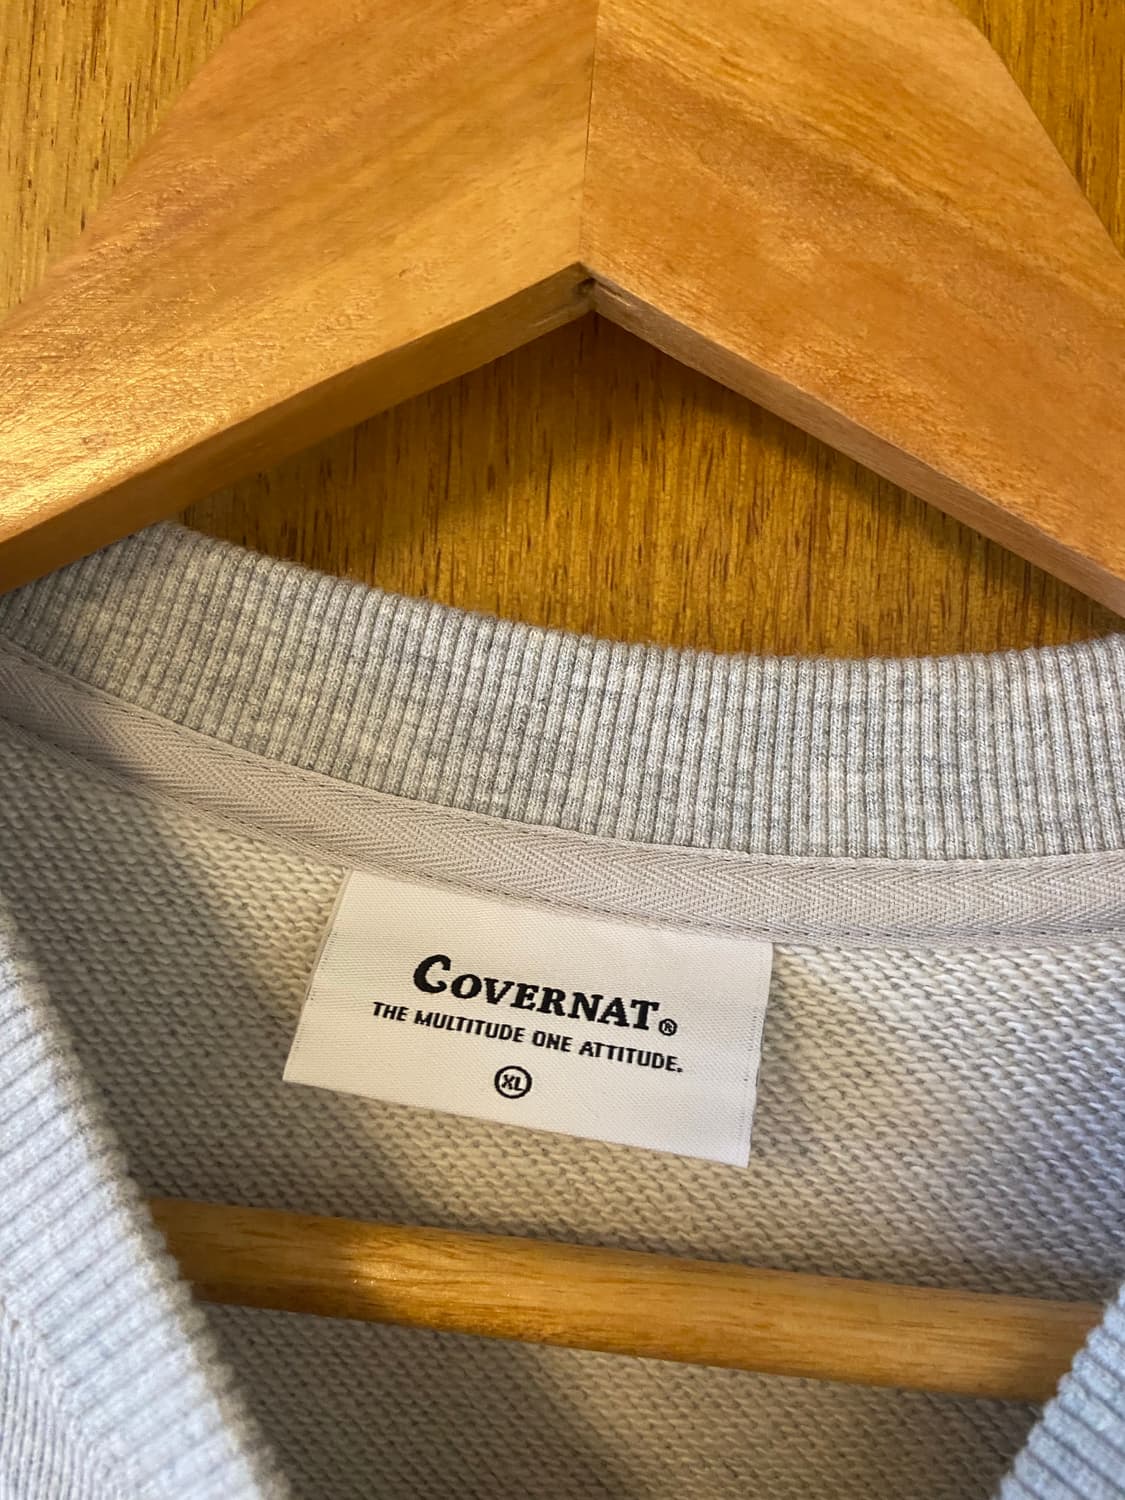 COVERNAT®
THE MULTITUDE ONE ATTITUDE.
XL